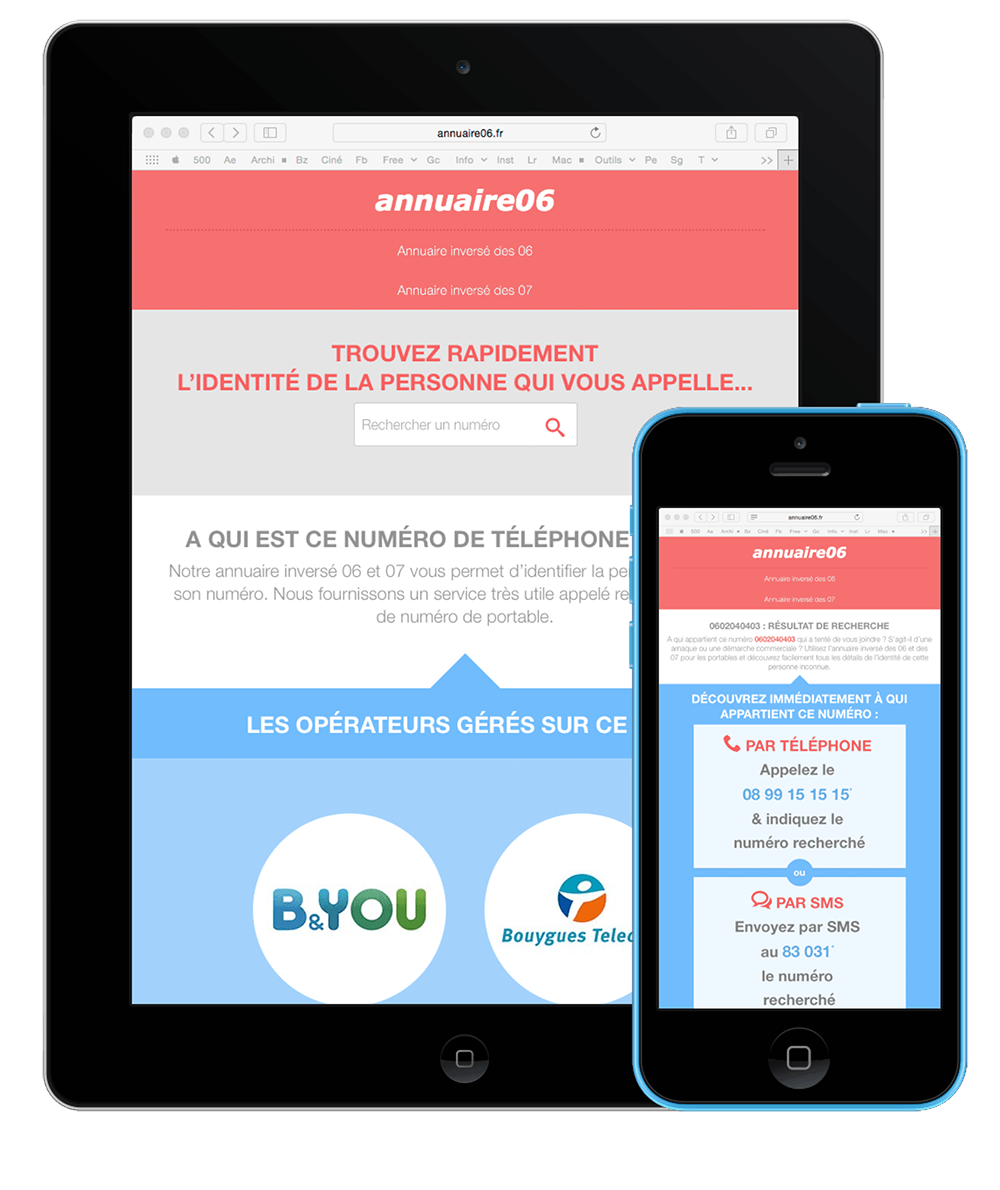 annuaire06.fr
500 Ae Archi Bz Ciné Fb Free Gc Info Inst Lr Mac Outils Pe Sg T
annuaire06
Annuaire inversé des 06
Annuaire inversé des 07
TROUVEZ RAPIDEMENT
L'IDENTITÉ DE LA PERSONNE QUI VOUS APPELLE...
Rechercher un numéro
A QUI EST CE NUMÉRO DE TÉLÉPHONE
Notre annuaire inversé 06 et 07 vous permet d'identifier la pe
son numéro. Nous fournissons un service très utile appelé re
de numéro de portable.
LES OPÉRATEURS GÉRÉS SUR CE
B&YOU
Bouygues Telec
annuaire06.fr
500 Aa Archi Bz Ciné Fb Free Gc Info Inst Lr Mac
annuaire06
Annuaire inversé des 06
Annuaire inversé des 07
0602040403 : RÉSULTAT DE RECHERCHE
A qui appartient ce numéro 0602040403 qui a tenté de vous joindre ? S'agit-il d'une
arnaque ou une démarche commerciale ? Utilisez l'annuaire inversé des 06 et des
07 pour les portables et découvrez facilement tous les détails de l'identité de cette
personne inconnue.
DÉCOUVREZ IMMÉDIATEMENT À QUI
APPARTIENT CE NUMÉRO :
PAR TÉLÉPHONE
Appelez le
08 99 15 15 15*
& indiquez le
numéro recherché
ou
PAR SMS
Envoyez par SMS
au 83 031*
le numéro
recherché